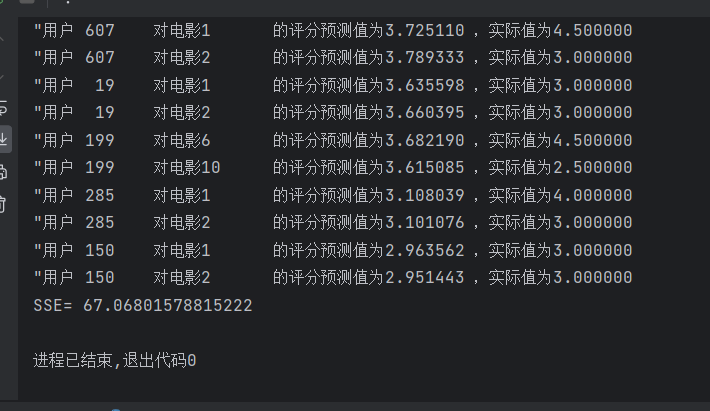 "用户 607    对电影1      的评分预测值为3.725110 ，实际值为4.500000
"用户 607    对电影2      的评分预测值为3.789333 ，实际值为3.000000
"用户  19    对电影1      的评分预测值为3.635598 ，实际值为3.000000
"用户  19    对电影2      的评分预测值为3.660395 ，实际值为3.000000
"用户 199    对电影6      的评分预测值为3.682190 ，实际值为4.500000
"用户 199    对电影10     的评分预测值为3.615085 ，实际值为2.500000
"用户 285    对电影1      的评分预测值为3.108039 ，实际值为4.000000
"用户 285    对电影2      的评分预测值为3.101076 ，实际值为3.000000
"用户 150    对电影1      的评分预测值为2.963562 ，实际值为3.000000
"用户 150    对电影2      的评分预测值为2.951443 ，实际值为3.000000
SSE= 67.06801578815222
进程已结束,退出代码0